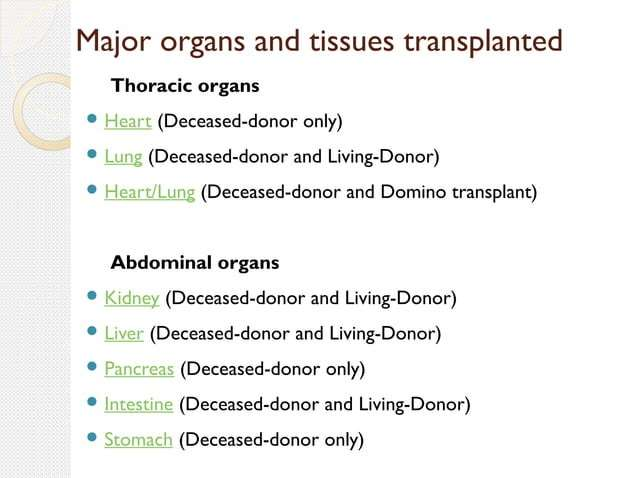 Major organs and tissues transplanted
Thoracic organs
Heart (Deceased-donor only)
Lung (Deceased-donor and Living-Donor)
Heart/Lung (Deceased-donor and Domino transplant)
Abdominal organs
Kidney (Deceased-donor and Living-Donor)
Liver (Deceased-donor and Living-Donor)
Pancreas (Deceased-donor only)
Intestine (Deceased-donor and Living-Donor)
Stomach (Deceased-donor only)